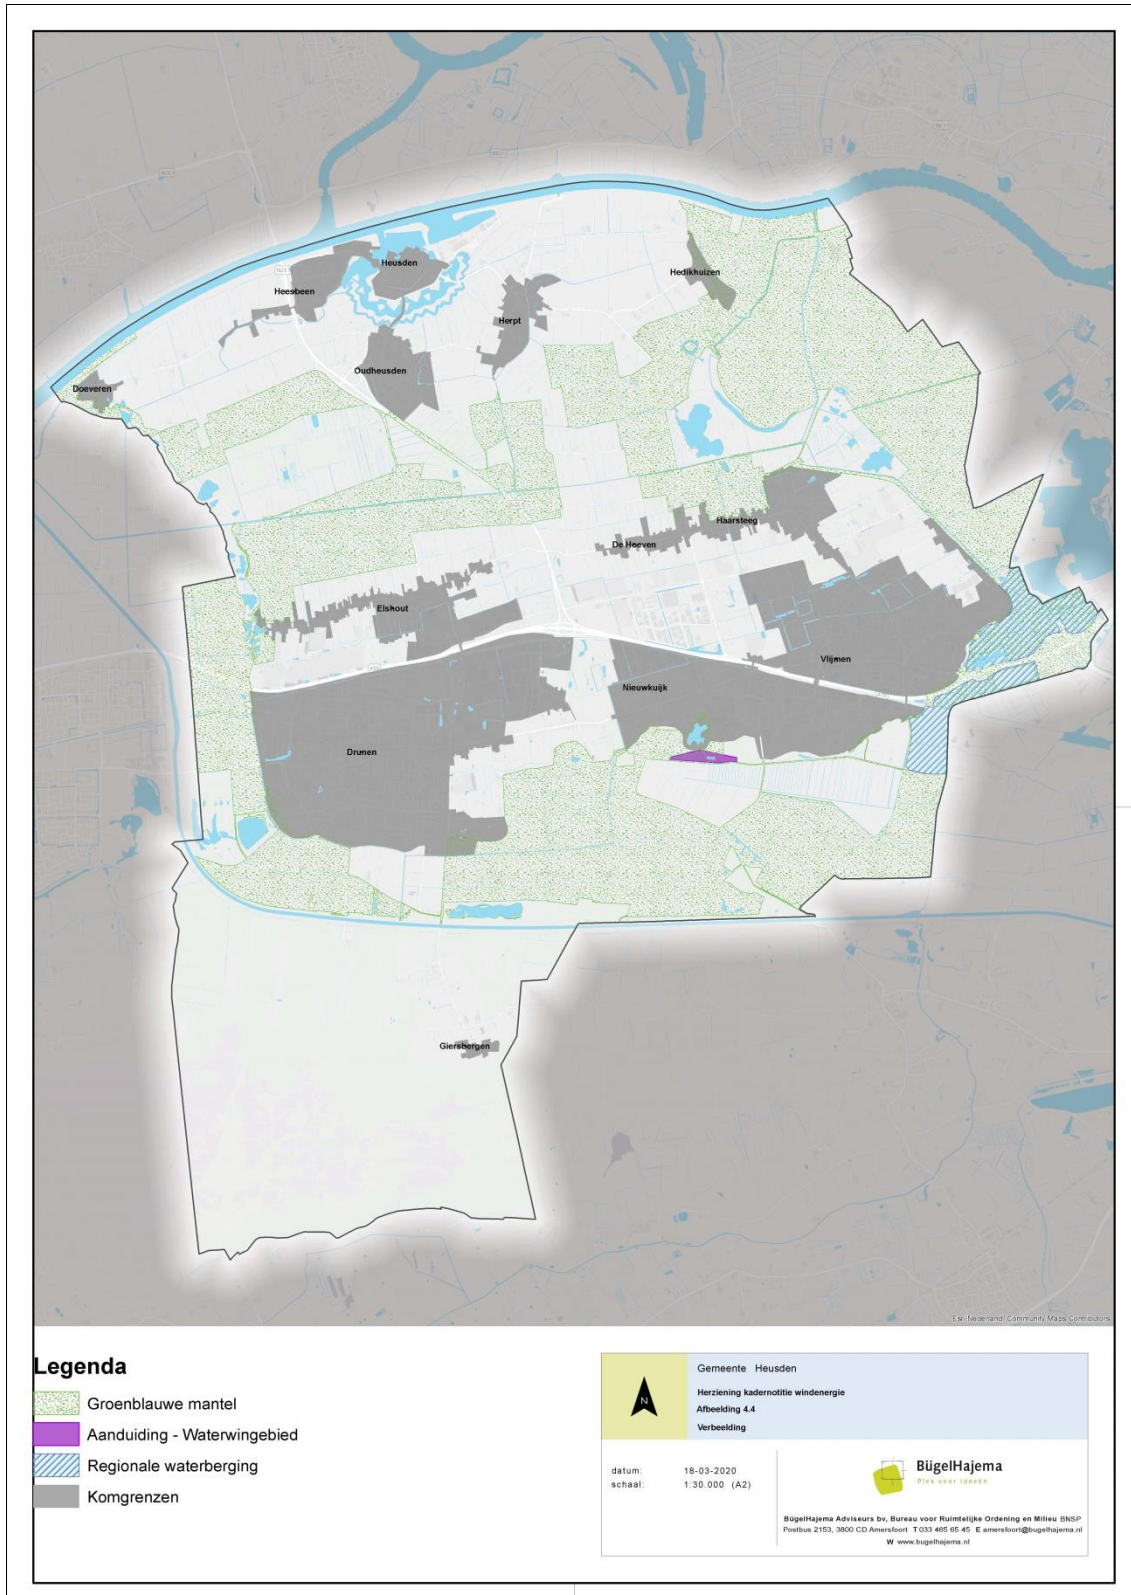 Heusden
Hedikhuizen
Heesbeen
Herpt
Oudheusden
Doeveren
Haarsteeg
De Hoeven
Elshout
Vlijmen
Nieuwkuijk
Drunen
Giersbergen
Esri Nederland, Community Maps Contributors
Legenda
Groenblauwe mantel
Aanduiding - Waterwingebied
Regionale waterberging
Komgrenzen
N
Gemeente Heusden
Herziening kadernotitie windenergie
Afbeelding 4.4
Verbeelding
datum: 18-03-2020
schaal: 1:30.000 (A2)
BügelHajema
Plek voor ideeën
BügelHajema Adviseurs bv, Bureau voor Ruimtelijke Ordening en Milieu BNSP
Postbus 2153, 3800 CD Amersfoort T 033 465 65 45 E amersfoort@bugelhajema.nl
W www.bugelhajema.nl